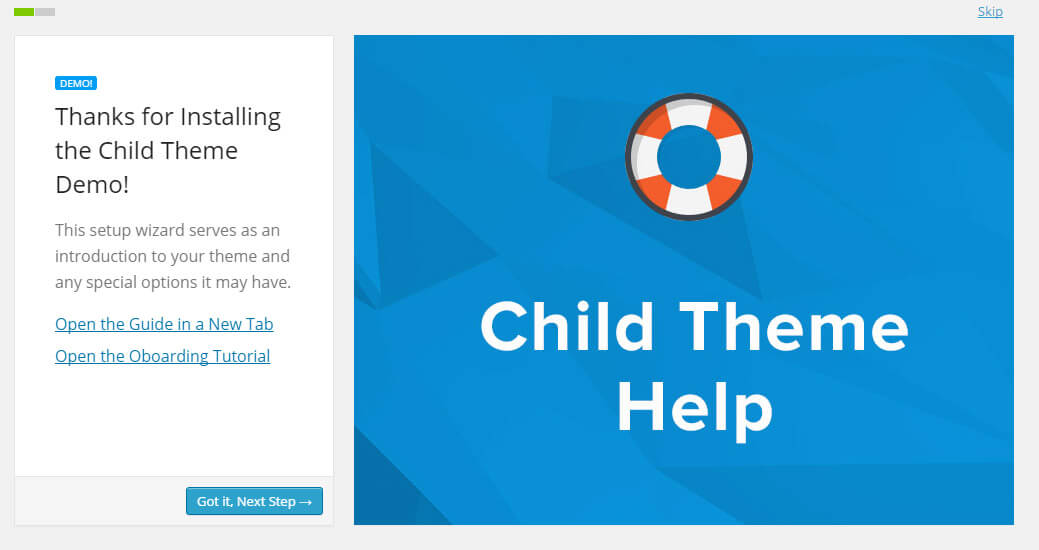 Skip
DEMO!
Thanks for Installing
the Child Theme
Demo!
This setup wizard serves as an
introduction to your theme and
any special options it may have.
Open the Guide in a New Tab
Open the Oboarding Tutorial
Got it, Next Step →
Child Theme
Help